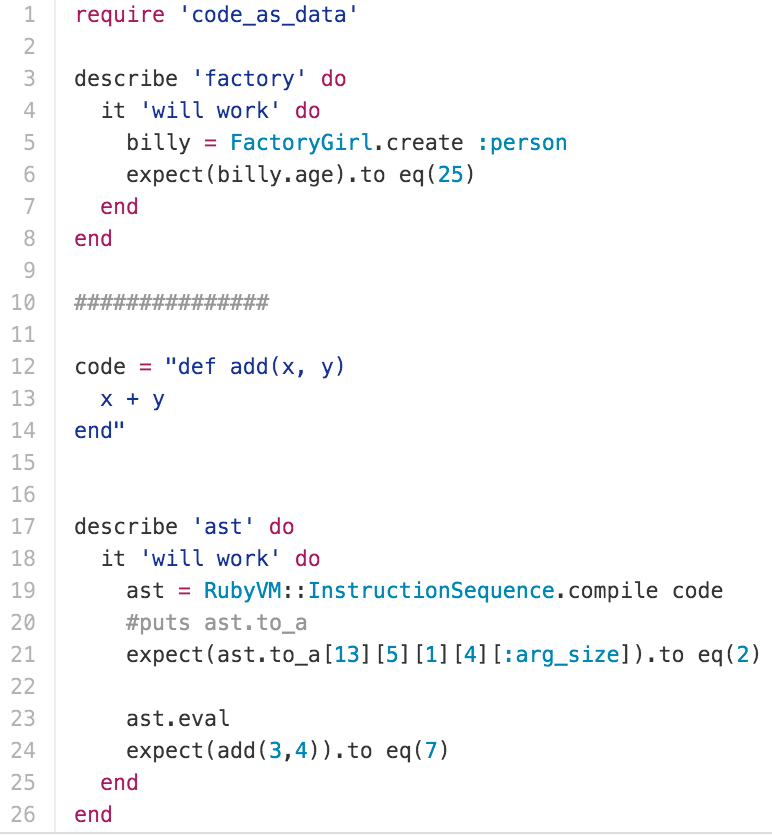 1 require 'code_as_data'
2
3 describe 'factory' do
4   it 'will work' do
5     billy = FactoryGirl.create :person
6     expect(billy.age).to eq(25)
7   end
8 end
9
10 ###############
11
12 code = "def add(x, y)
13   x + y
14 end"
15
16
17 describe 'ast' do
18   it 'will work' do
19     ast = RubyVM::InstructionSequence.compile code
20     #puts ast.to_a
21     expect(ast.to_a[13][5][1][4][:arg_size]).to eq(2)
22
23     ast.eval
24     expect(add(3,4)).to eq(7)
25   end
26 end